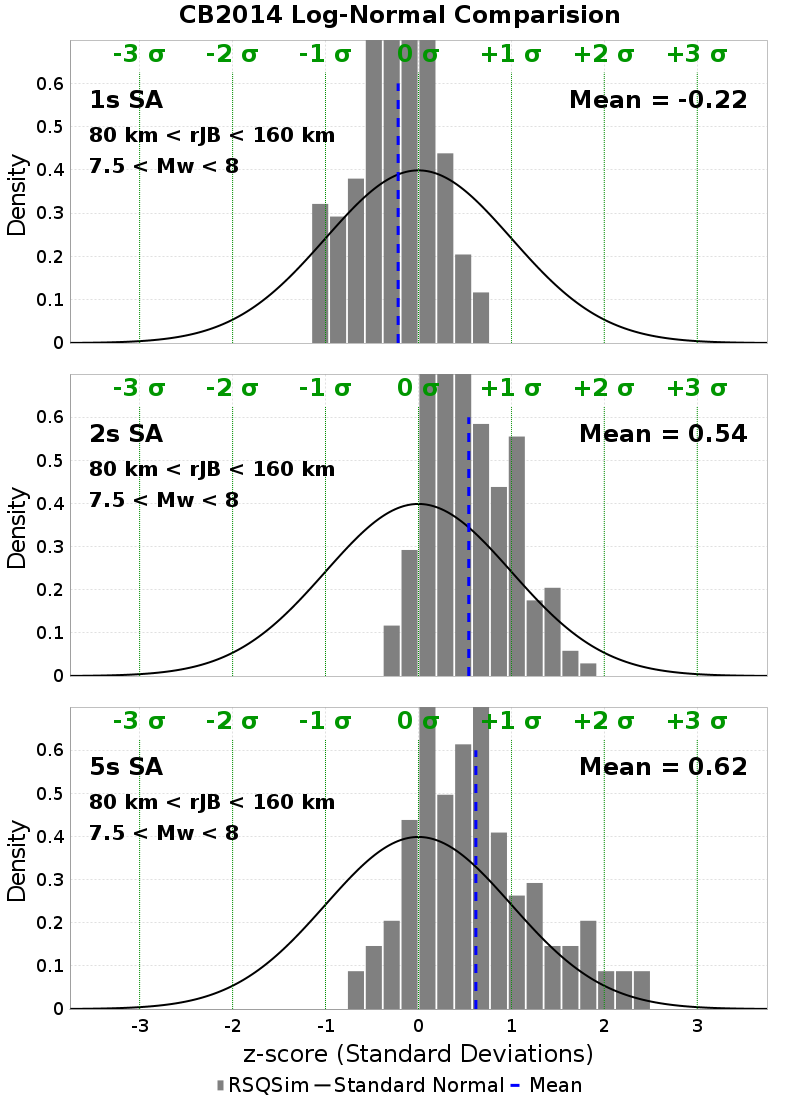 CB2014 Log-Normal Comparision
-3 σ -2 σ -1 σ 0 σ +1 σ +2 σ +3 σ
1s SA
Mean = -0.22
80 km < rJB < 160 km
7.5 < Mw < 8
0.6
0.5
0.4
0.3
0.2
0.1
0
Density
-3 σ -2 σ -1 σ 0 σ +1 σ +2 σ +3 σ
2s SA
Mean = 0.54
80 km < rJB < 160 km
7.5 < Mw < 8
0.6
0.5
0.4
0.3
0.2
0.1
0
Density
-3 σ -2 σ -1 σ 0 σ +1 σ +2 σ +3 σ
5s SA
Mean = 0.62
80 km < rJB < 160 km
7.5 < Mw < 8
0.6
0.5
0.4
0.3
0.2
0.1
0
Density
-3 -2 -1 0 1 2 3
z-score (Standard Deviations)
RSQSim Standard Normal Mean